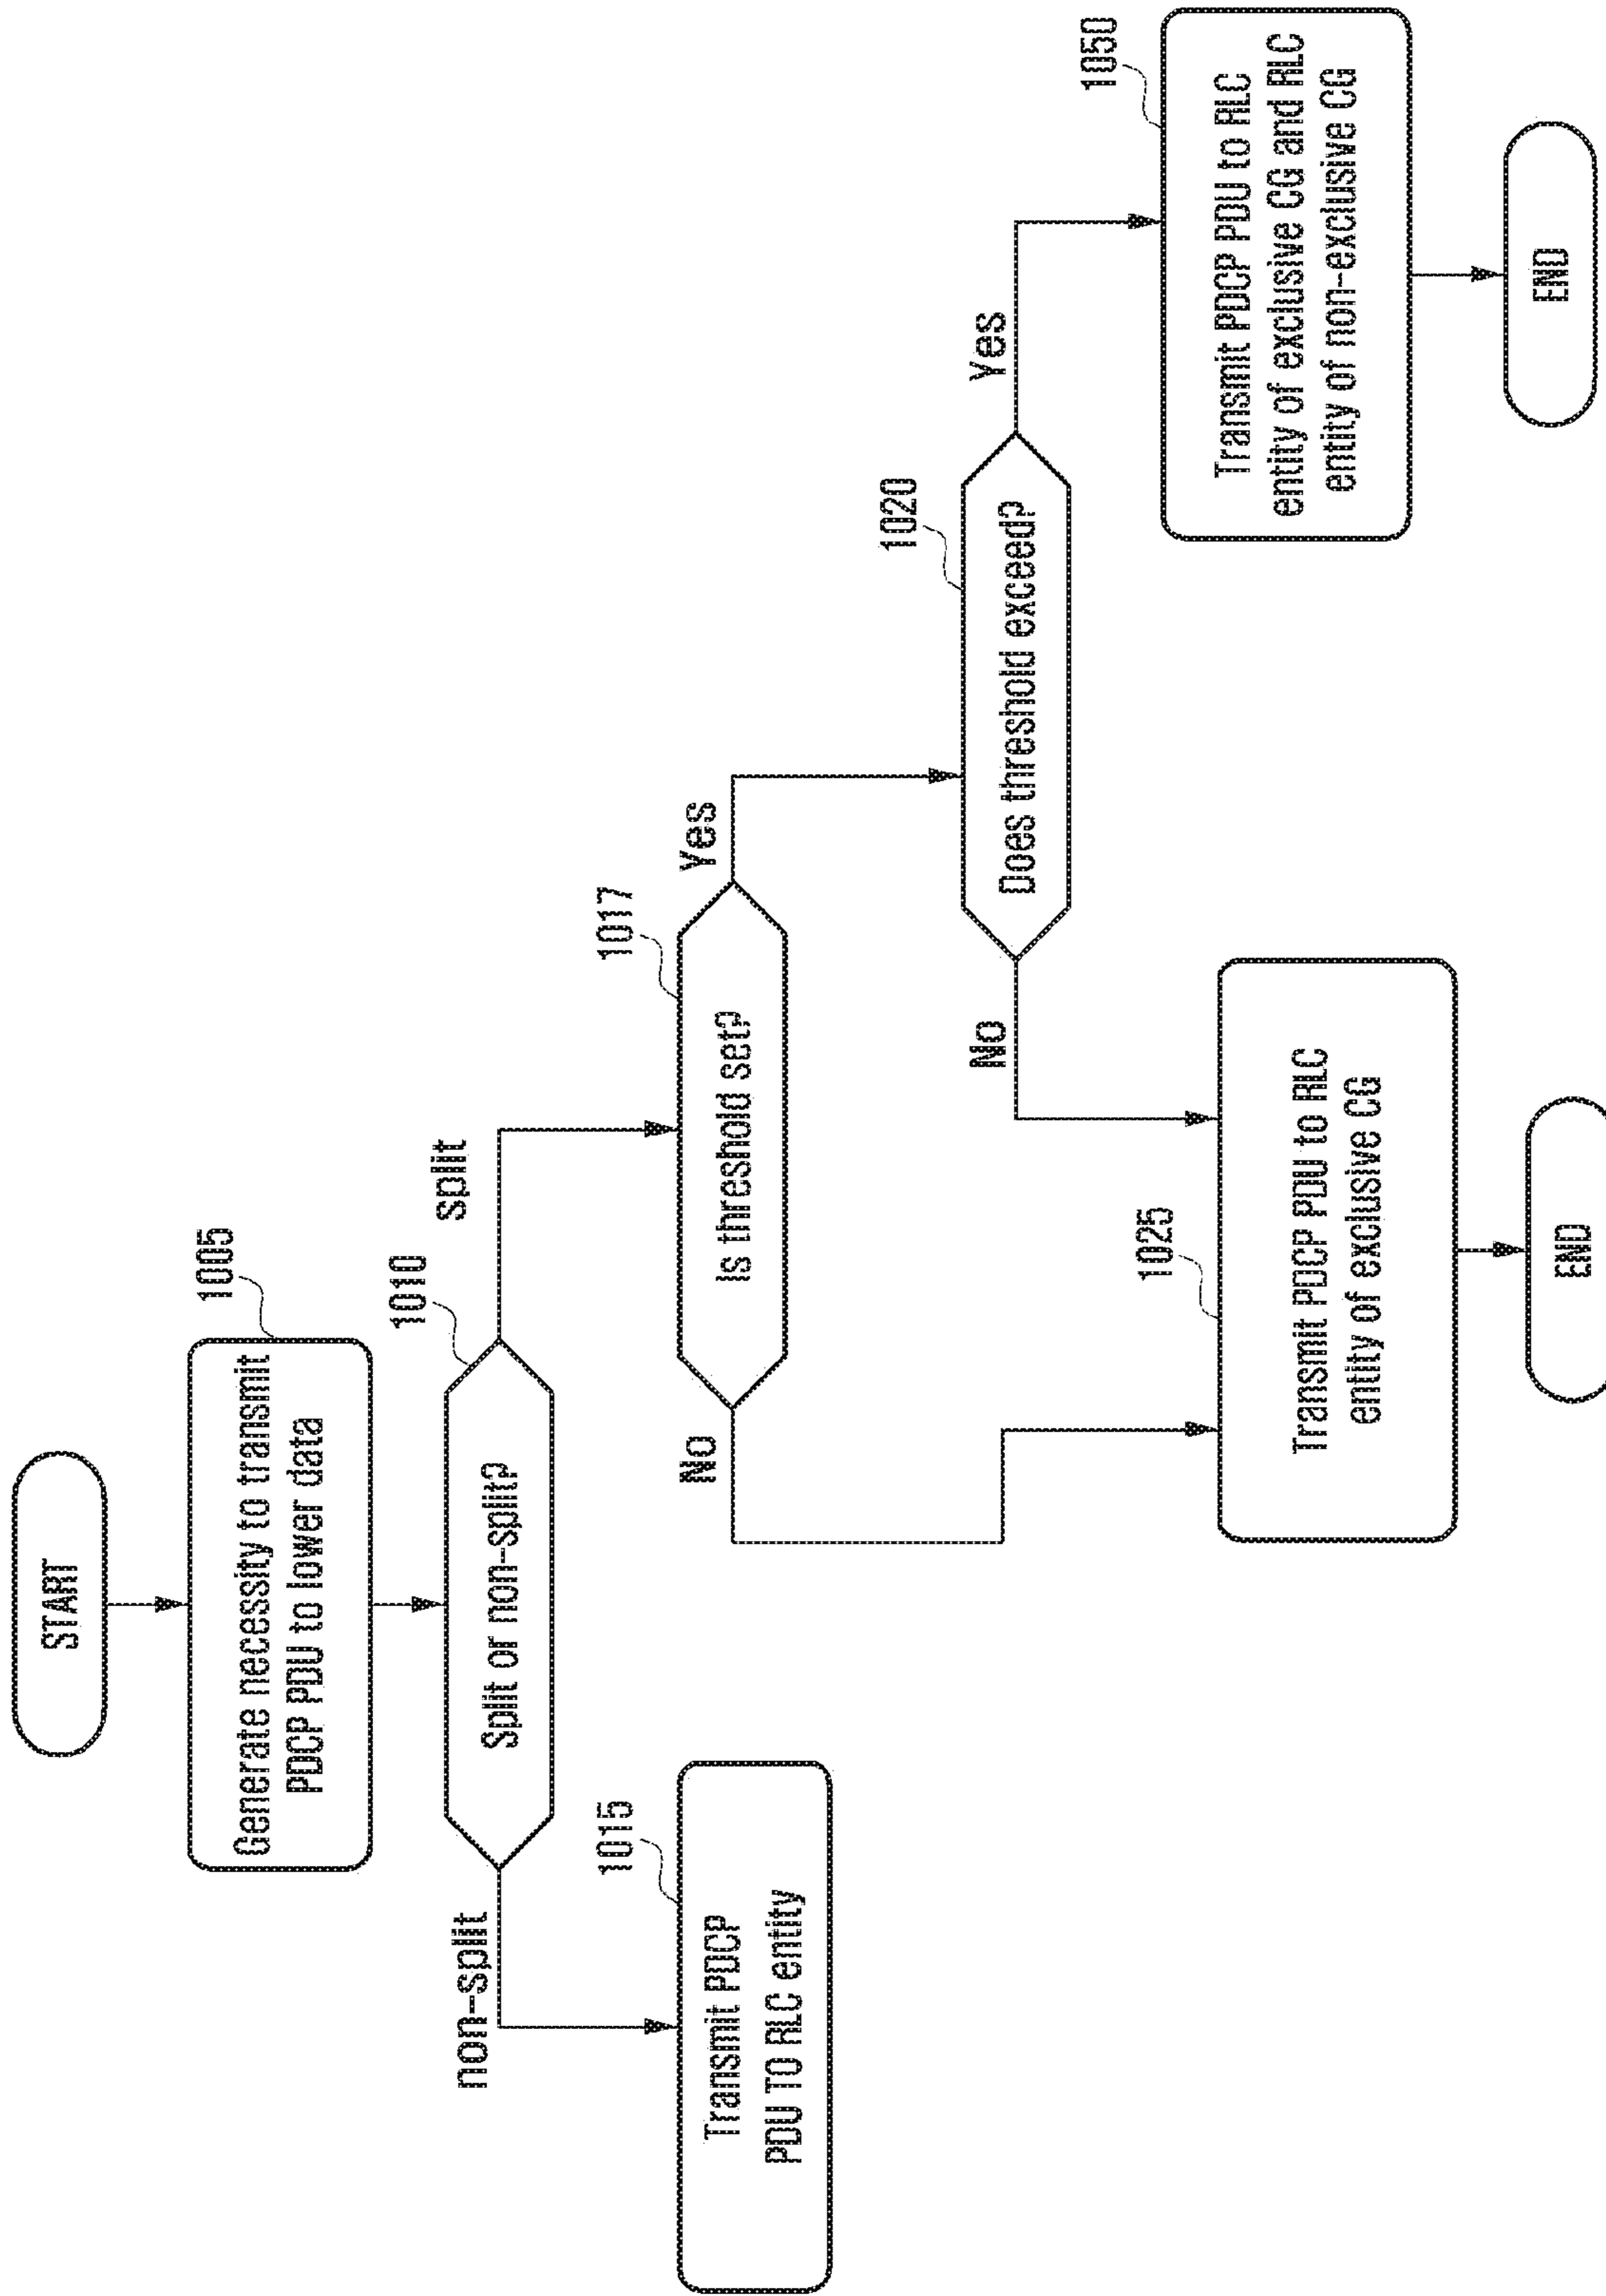 START
1005
Generate necessity to transmit
PDCP PDU to lower data
1010
Split or non-split?
non-split
split
1015
Transmit PDCP
PDU TO RLC entity
1017
Is threshold set?
No
Yes
1020
Does threshold exceed?
No
Yes
1025
Transmit PDCP PDU to RLC
entity of exclusive CG
END
1050
Transmit PDCP PDU to RLC
entity of exclusive CG and RLC
entity of non-exclusive CG
END